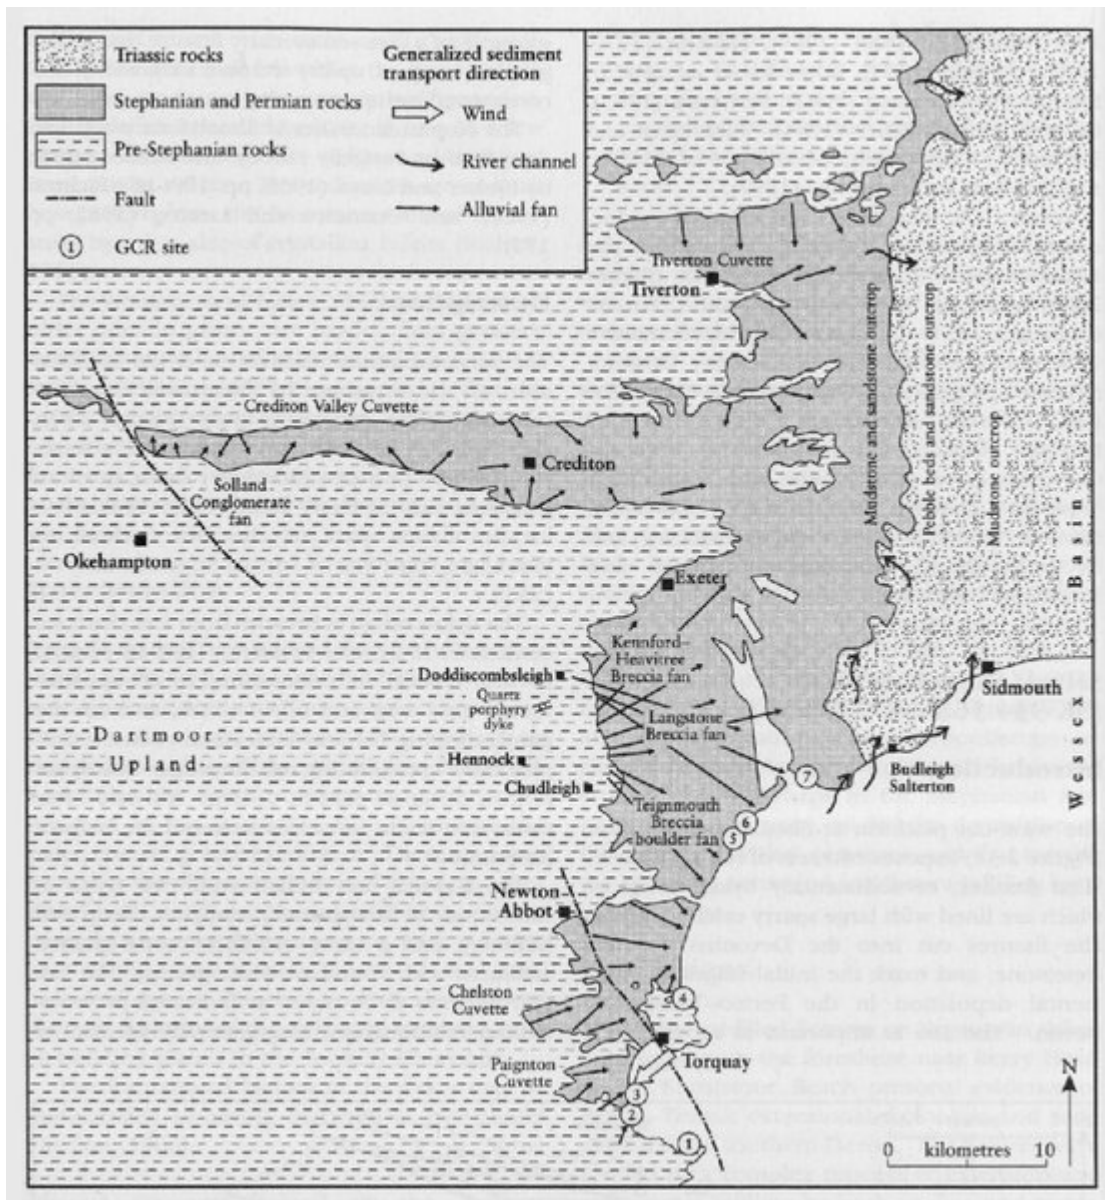 Triassic rocks
Stephanian and Permian rocks
Pre-Stephanian rocks
Fault
1
GCR site
Generalized sediment
transport direction
Wind
River channel
Alluvial fan
Tiverton Cuvette
Tiverton
Mudstone and sandstone outcrop
Pebble beds and sandstone outcrop
Mudstone outcrop
Wessex Basin
Crediton Valley Cuvette
Crediton
Solland
Conglomerate
fan
Okehampton
Exeter
Kennford–
Heavitree
Breccia fan
Doddiscombsleigh
Quartz
porphyry
dyke
Langstone
Breccia fan
Sidmouth
Dartmoor
Upland
Hennock
Chudleigh
7
Budleigh
Salterton
Teignmouth
Breccia
boulder fan
6
5
Newton
Abbot
Chelston
Cuvette
4
Torquay
Paignton
Cuvette
3
2
1
N
0 kilometres 10